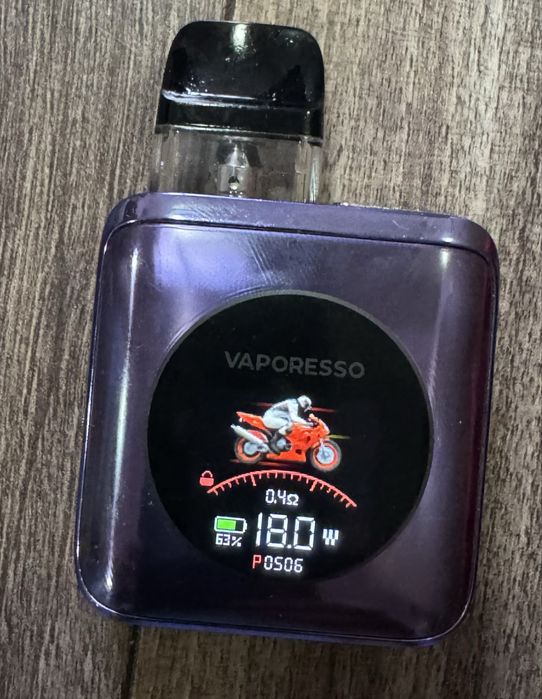 VAPORESSO
0.4Ω
63%
18.0 W
P0506